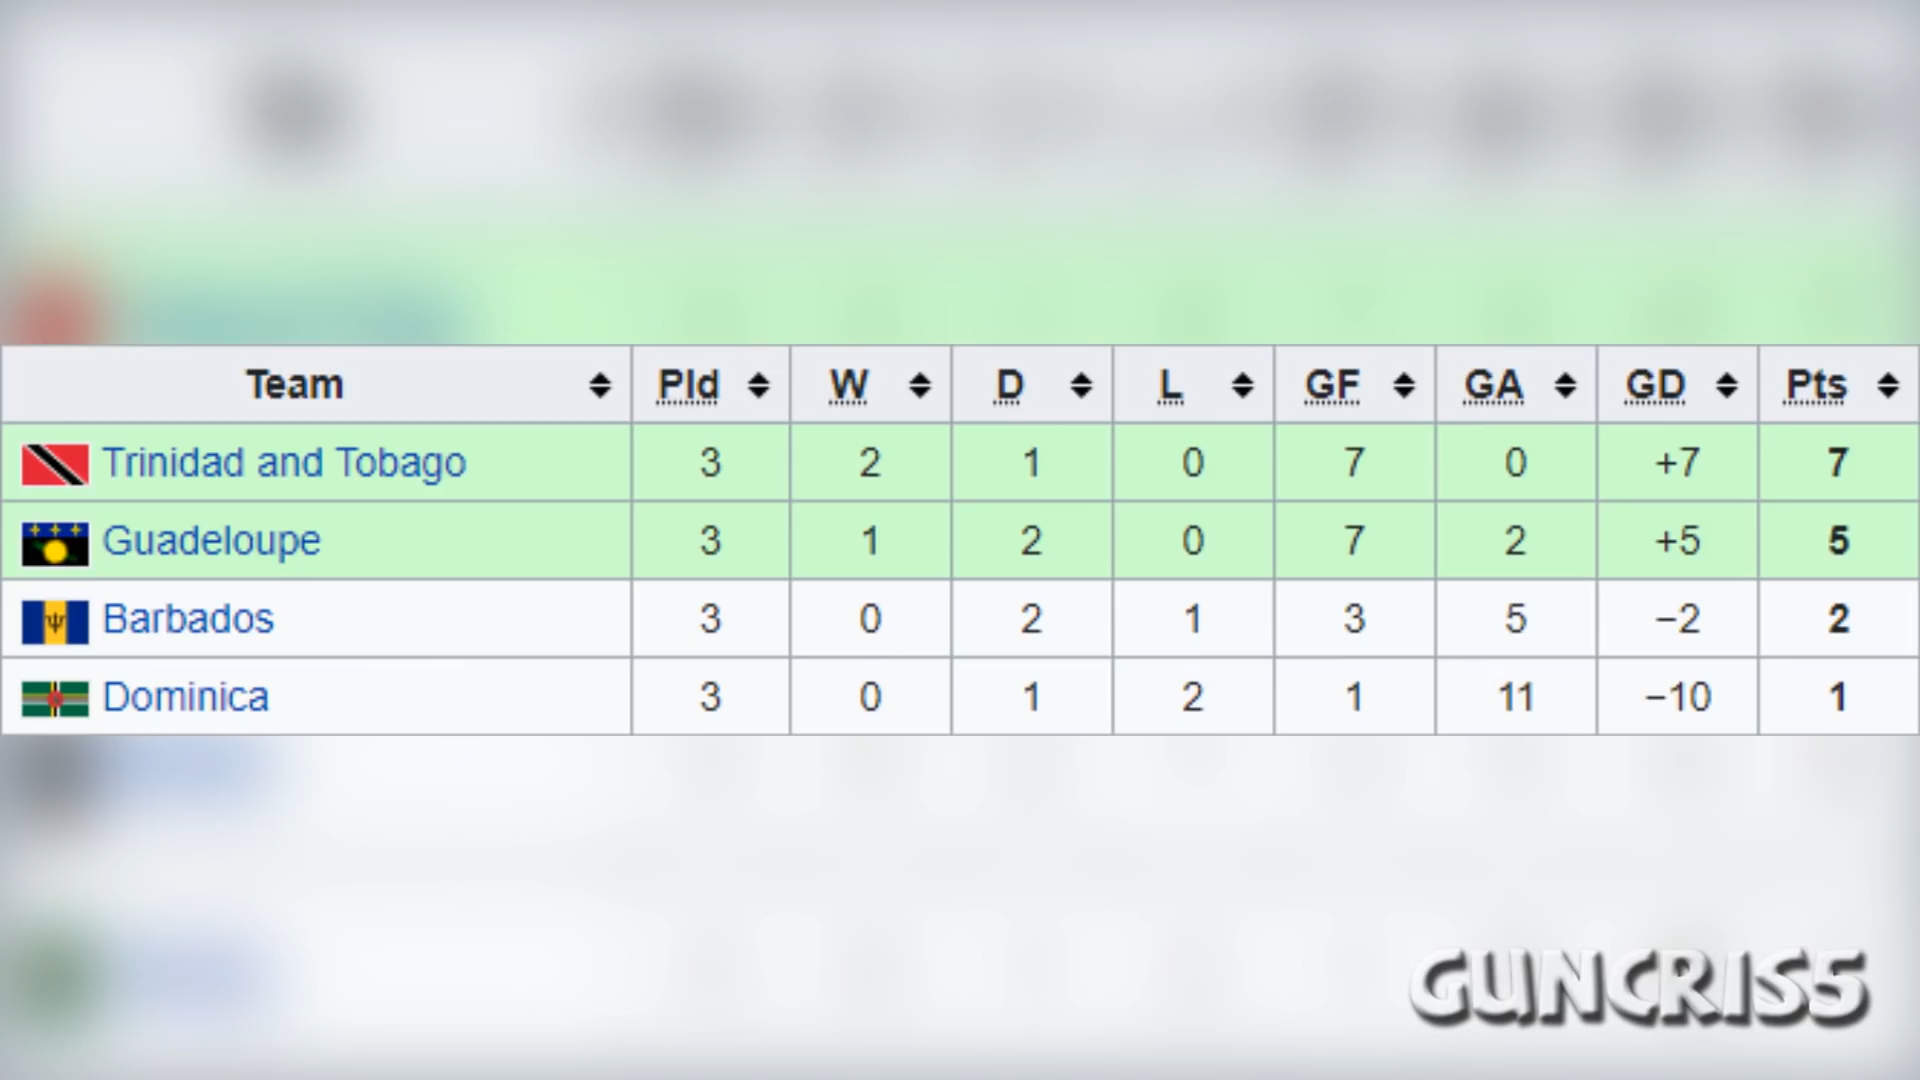 Team Pld W D L GF GA GD Pts
Trinidad and Tobago 3 2 1 0 7 0 +7 7
Guadeloupe 3 1 2 0 7 2 +5 5
Barbados 3 0 2 1 3 5 −2 2
Dominica 3 0 1 2 1 11 −10 1
GUNCRIS5